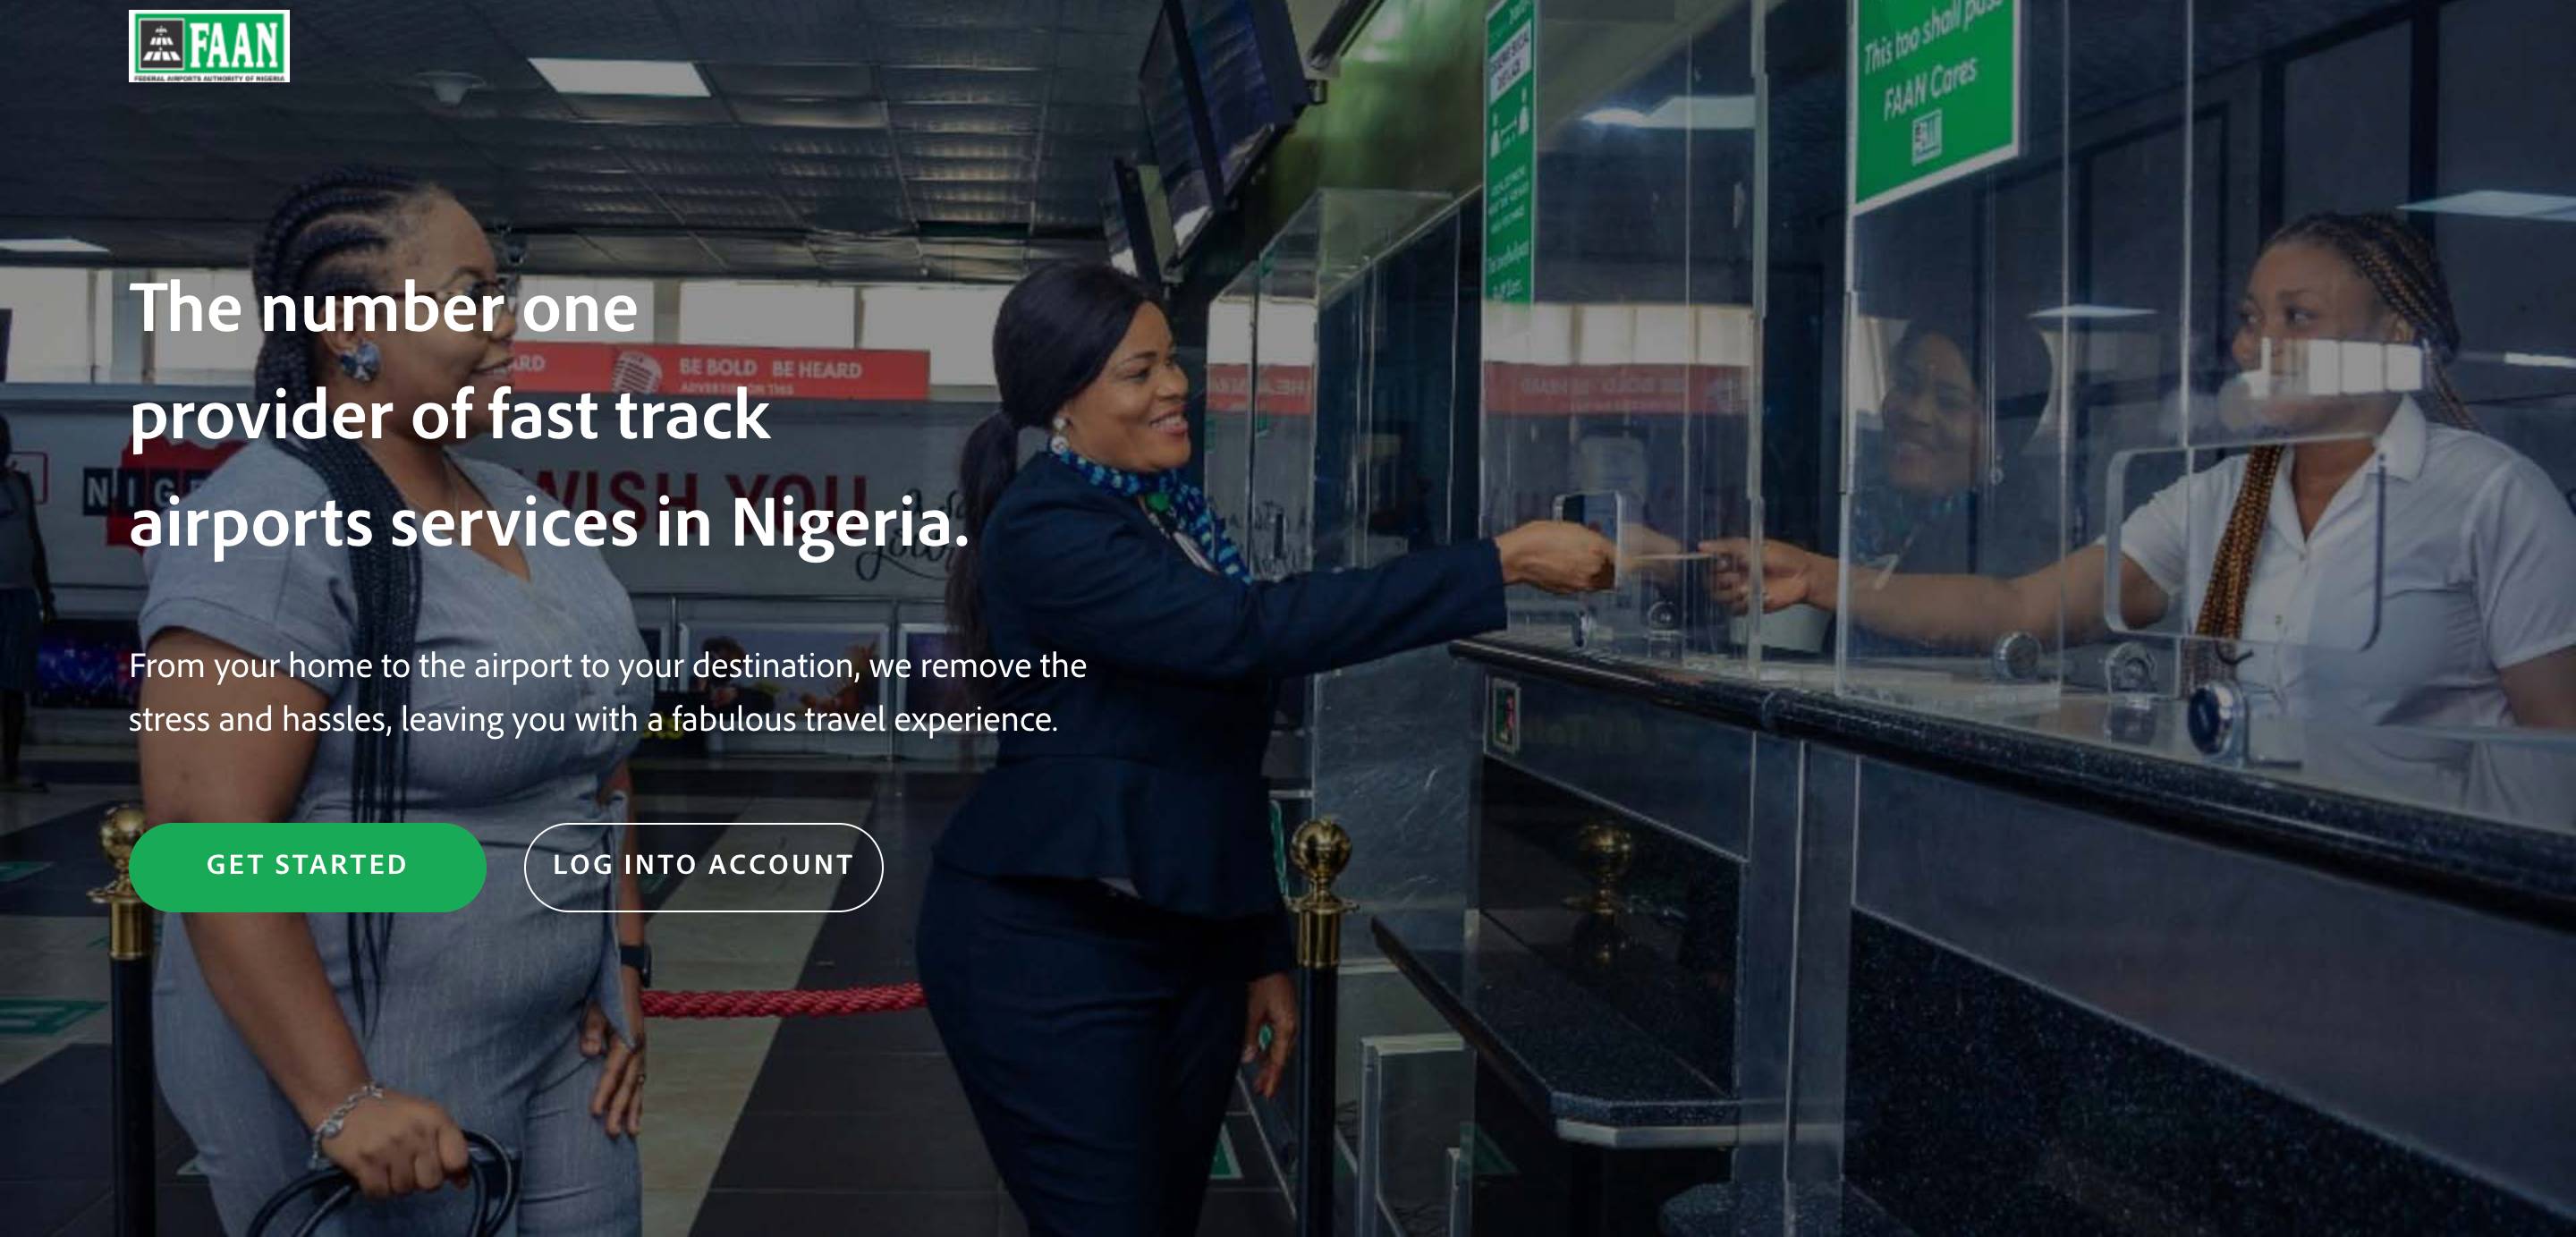 FAAN
FEDERAL AIRPORTS AUTHORITY OF NIGERIA
This too shall pass
FAAN Cares
The number one
provider of fast track
airports services in Nigeria.
BE BOLD BE HEARD
WISH YOU
From your home to the airport to your destination, we remove the
stress and hassles, leaving you with a fabulous travel experience.
GET STARTED
LOG INTO ACCOUNT